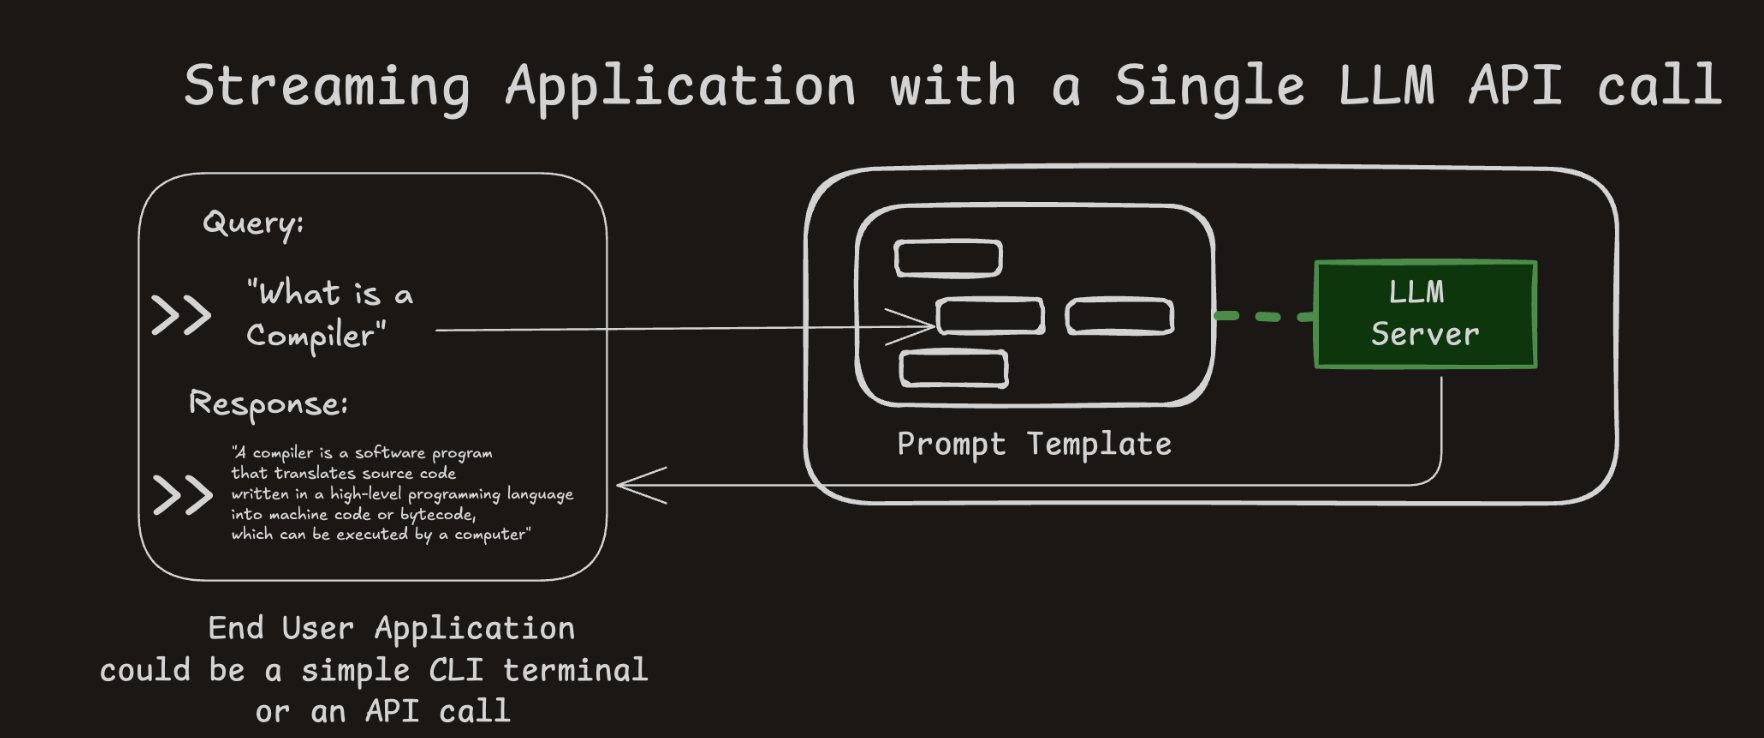 Streaming Application with a Single LLM API call
Query:
"What is a
Compiler"
Response:
"A compiler is a software program
that translates source code
written in a high-level programming language
into machine code or bytecode,
which can be executed by a computer"
End User Application
could be a simple CLI terminal
or an API call
Prompt Template
LLM
Server